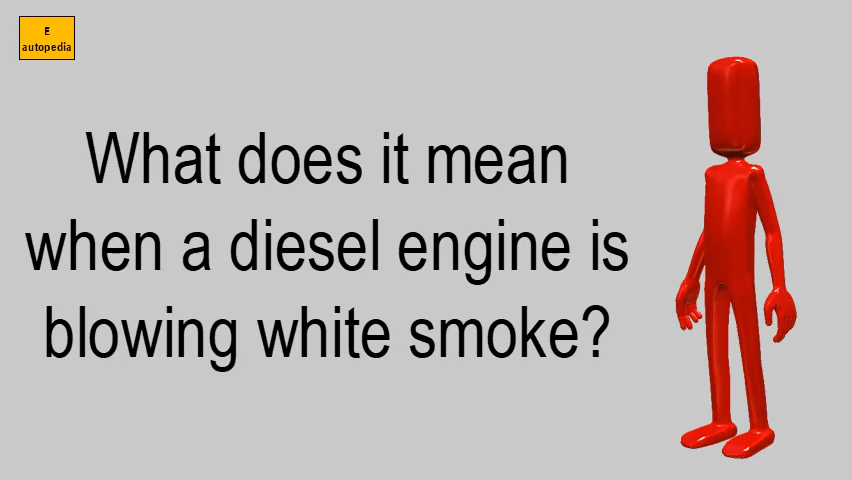 E
autopedia
What does it mean
when a diesel engine is
blowing white smoke?